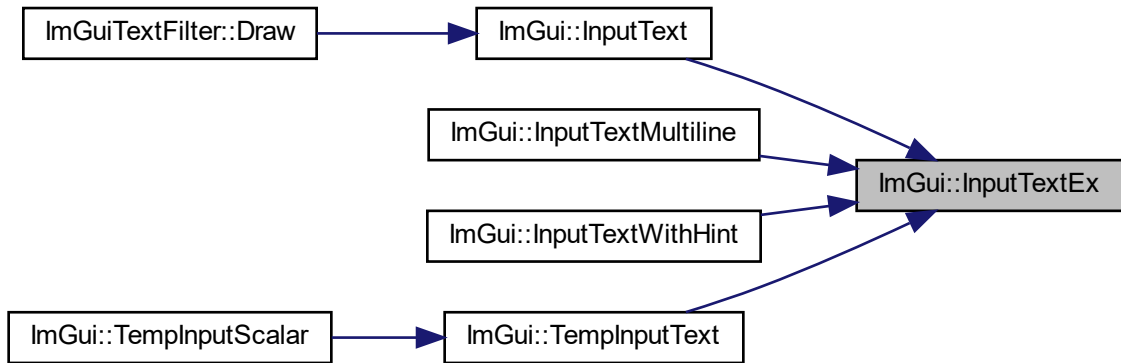 ImGuiTextFilter::Draw
ImGui::InputText
ImGui::InputTextMultiline
ImGui::InputTextEx
ImGui::InputTextWithHint
ImGui::TempInputScalar
ImGui::TempInputText